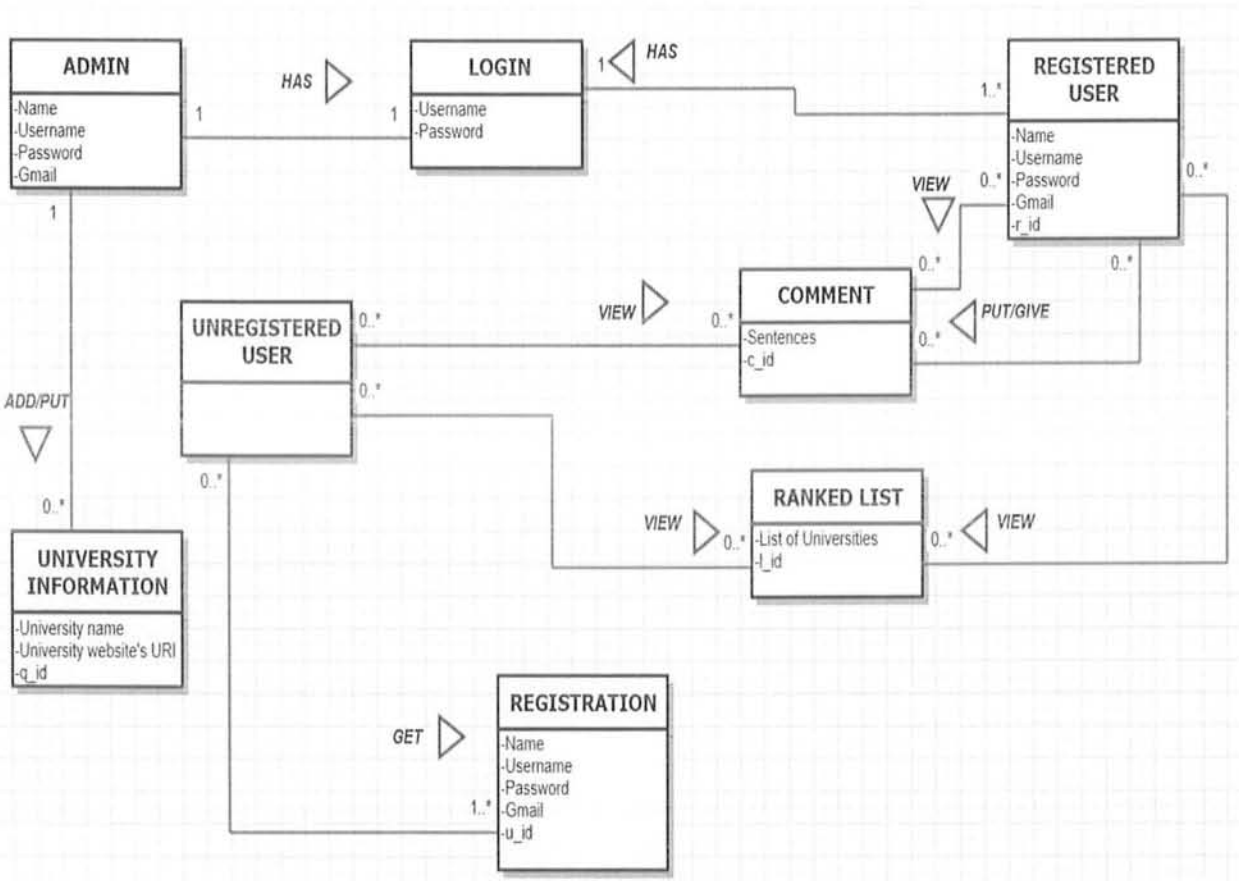 ADMIN
-Name
-Username
-Password
-Gmail
HAS
1
1
LOGIN
-Username
-Password
1
HAS
REGISTERED
USER
-Name
-Username
-Password
-Gmail
-r_id
1..*
0..*
0..*
0..*
VIEW
0..*
COMMENT
-Sentences
-c_id
PUT/GIVE
0..*
VIEW
0..*
UNREGISTERED
USER
0..*
0..*
0..*
1
ADD/PUT
0..*
UNIVERSITY
INFORMATION
-University name
-University website's URI
-q_id
RANKED LIST
-List of Universities
-l_id
VIEW
0..*
VIEW
0..*
REGISTRATION
-Name
-Username
-Password
-Gmail
-u_id
GET
1..*